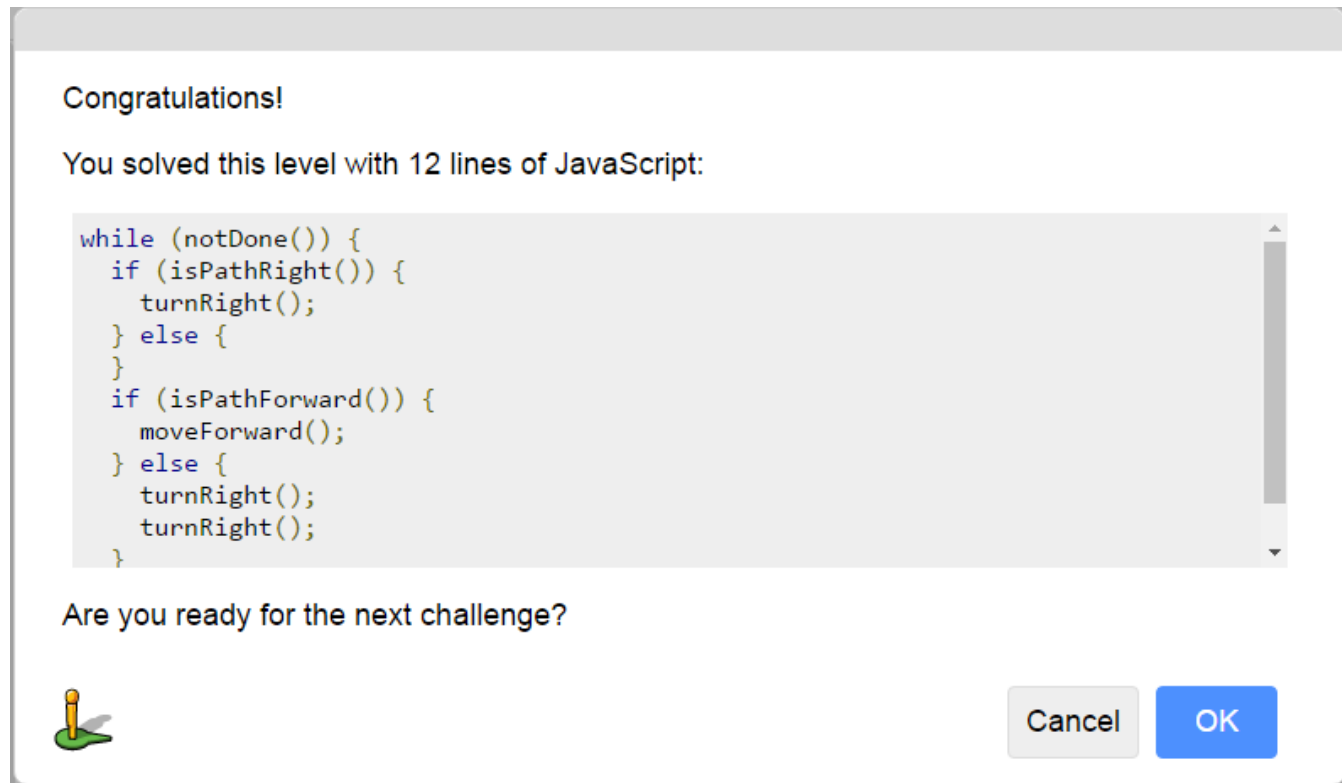 Congratulations!
You solved this level with 12 lines of JavaScript:
while (notDone()) {
  if (isPathRight()) {
    turnRight();
  } else {
  }
  if (isPathForward()) {
    moveForward();
  } else {
    turnRight();
    turnRight();
  }
Are you ready for the next challenge?
Cancel OK